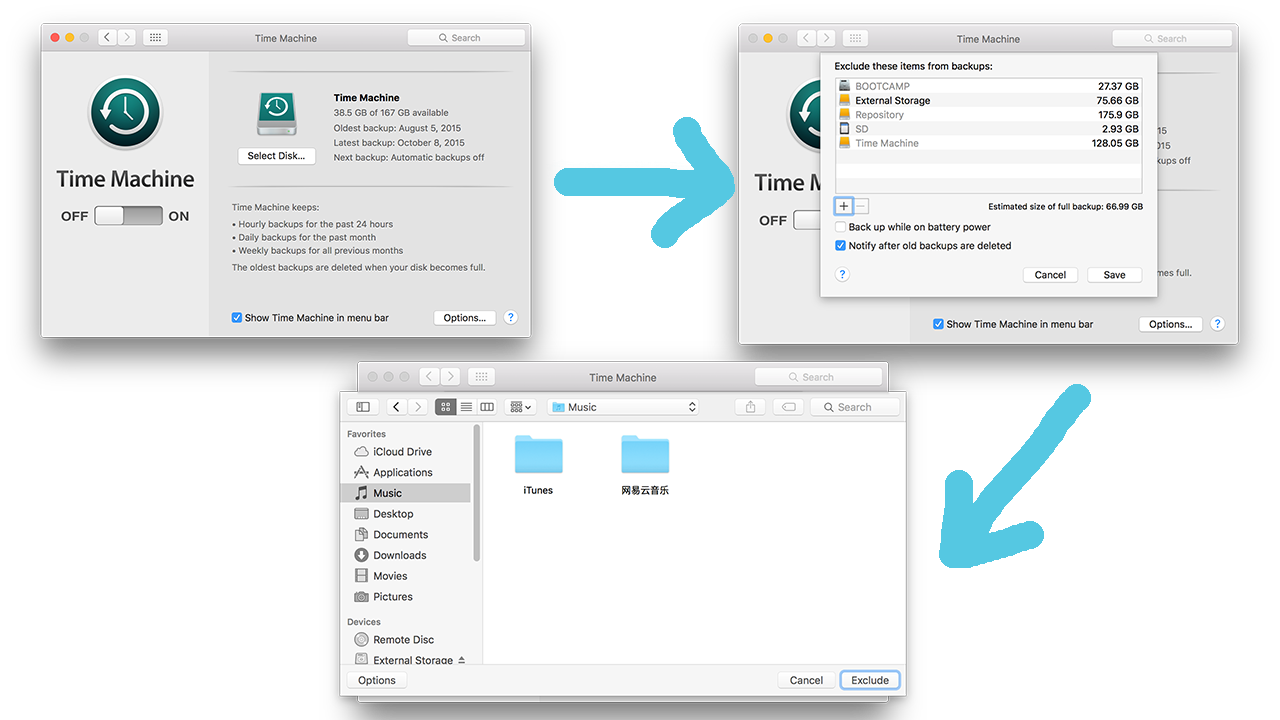 Time Machine
Search
Time Machine
OFF ON
Time Machine
38.5 GB of 167 GB available
Oldest backup: August 5, 2015
Latest backup: October 8, 2015
Next backup: Automatic backups off
Select Disk...
Time Machine keeps:
• Hourly backups for the past 24 hours
• Daily backups for the past month
• Weekly backups for all previous months
The oldest backups are deleted when your disk becomes full.
Show Time Machine in menu bar
Options...
?
Time Machine
Search
Time M
OFF
Exclude these items from backups:
BOOTCAMP 27.37 GB
External Storage 75.66 GB
Repository 175.9 GB
SD 2.93 GB
Time Machine 128.05 GB
+ −
Estimated size of full backup: 66.99 GB
Back up while on battery power
Notify after old backups are deleted
?
Cancel
Save
15
2015
kups off
mes full.
Show Time Machine in menu bar
Options...
?
Time Machine
Search
Music
Search
Favorites
iCloud Drive
Applications
Music
Desktop
Documents
Downloads
Movies
Pictures
Devices
Remote Disc
External Storage
iTunes
网易云音乐
Options
Cancel
Exclude